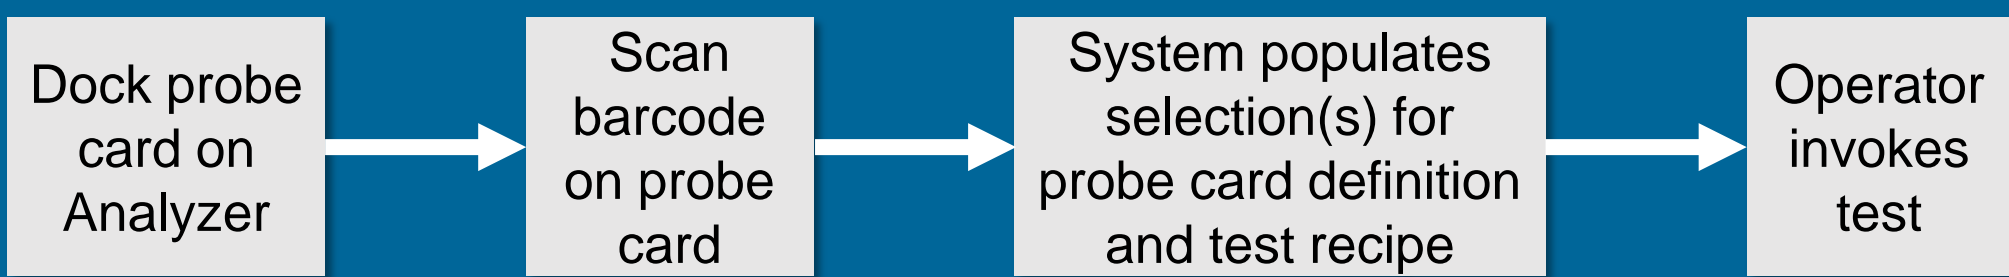 Dock probe
card on
Analyzer
Scan
barcode
on probe
card
System populates
selection(s) for
probe card definition
and test recipe
Operator
invokes
test